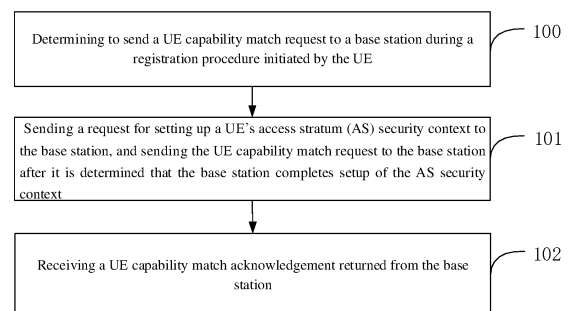 Determining to send a UE capability match request to a base station during a
registration procedure initiated by the UE
100
Sending a request for setting up a UE's access stratum (AS) security context to
the base station, and sending the UE capability match request to the base station
after it is determined that the base station completes setup of the AS security
context
101
Receiving a UE capability match acknowledgement returned from the base
station
102